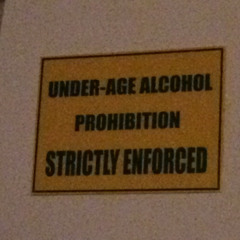 UNDER-AGE ALCOHOL
PROHIBITION
STRICTLY ENFORCED